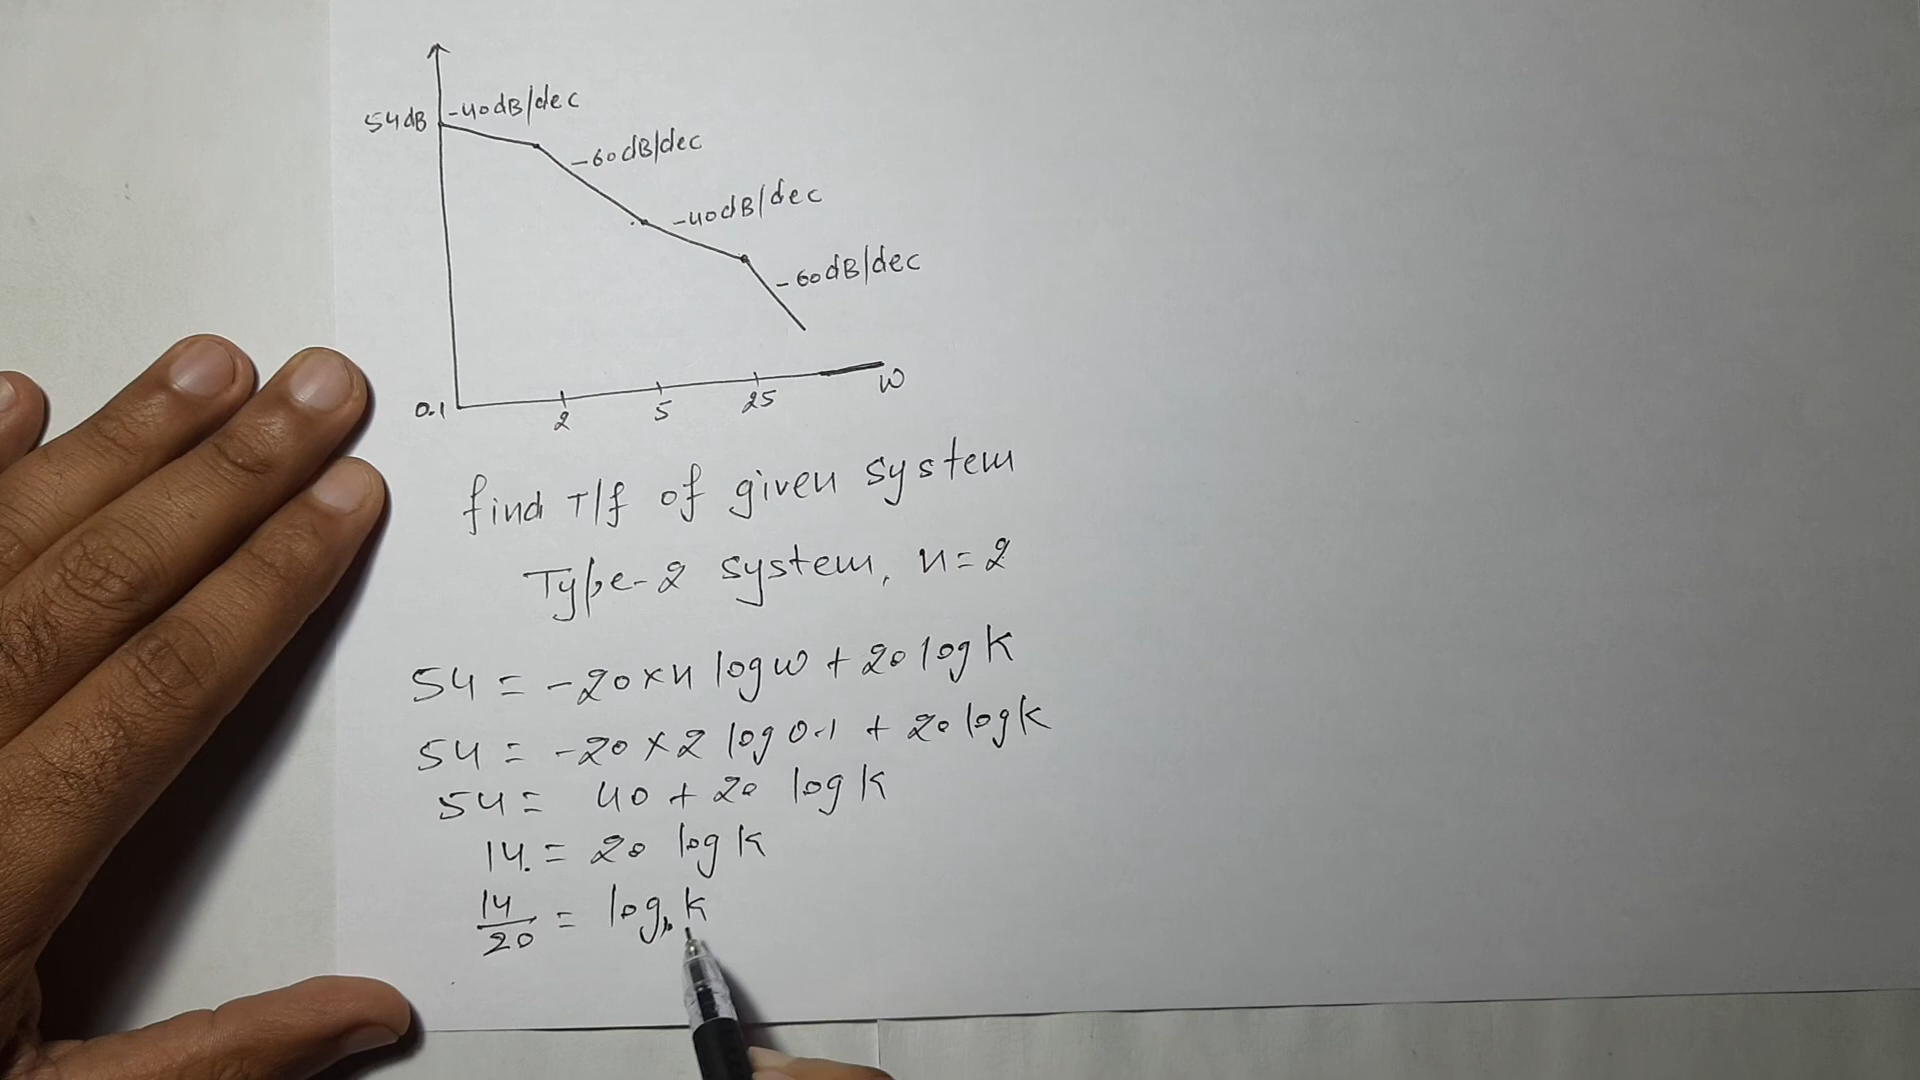 54dB -40dB/dec
-60dB/dec
-40dB/dec
-60dB/dec
0.1 2 5 25 W
find T/f of given system
Type-2 system, n=2
54 = -20×n logw + 20 log K
54 = -20×2 log 0.1 + 20 log K
54 = 40 + 20 log K
14 = 20 log K
14/20 = log K